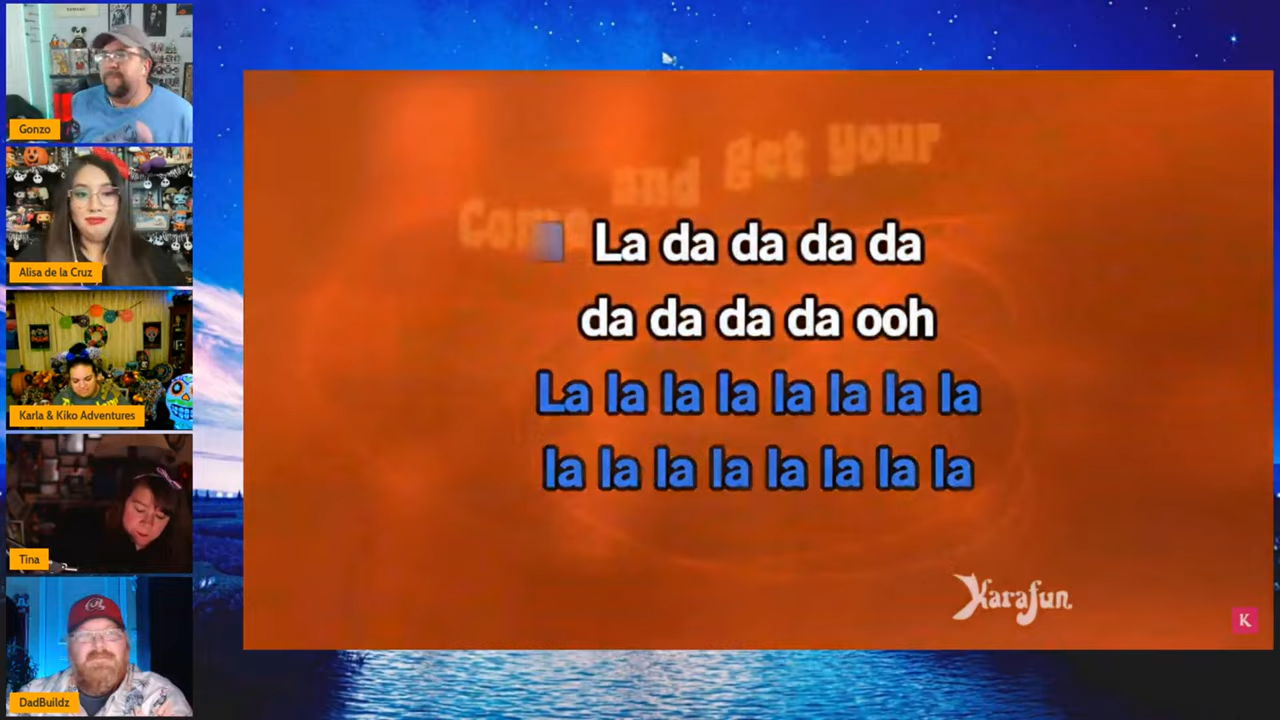 Gonzo
Alisa de la Cruz
Karla & Kiko Adventures
Tina
DadBuildz
Come and get your
La da da da da
da da da da ooh
La la la la la la la la
la la la la la la la la
Karafun
K